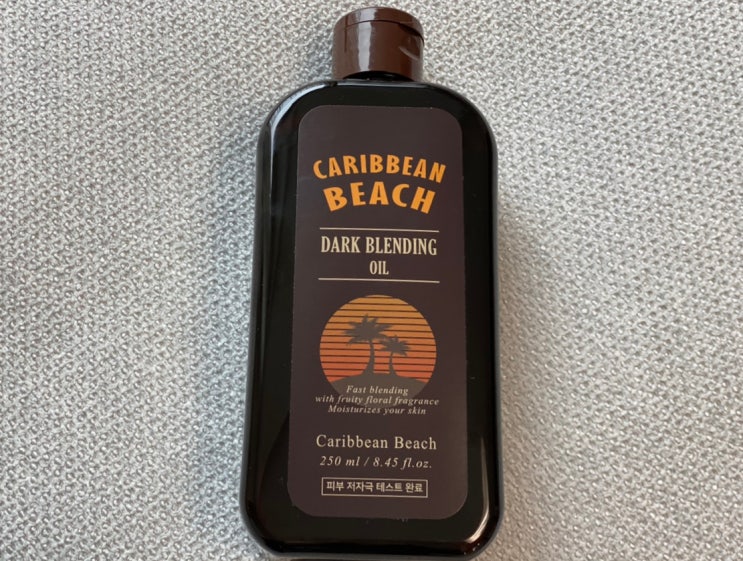 CARIBBEAN
BEACH
DARK BLENDING
OIL
Fast blending
with fruity floral fragrance
Moisturizes your skin
Caribbean Beach
250 ml / 8.45 fl.oz.
피부 저자극 테스트 완료